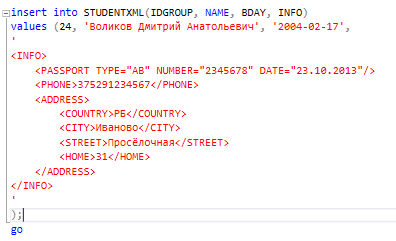 insert into STUDENTXML(IDGROUP, NAME, BDAY, INFO)
values (24, 'Воликов Дмитрий Анатольевич', '2004-02-17',
'
<INFO>
    <PASSPORT TYPE="AB" NUMBER="2345678" DATE="23.10.2013"/>
    <PHONE>375291234567</PHONE>
    <ADDRESS>
        <COUNTRY>РБ</COUNTRY>
        <CITY>Иваново</CITY>
        <STREET>Просёлочная</STREET>
        <HOME>31</HOME>
    </ADDRESS>
</INFO>
'
);
go